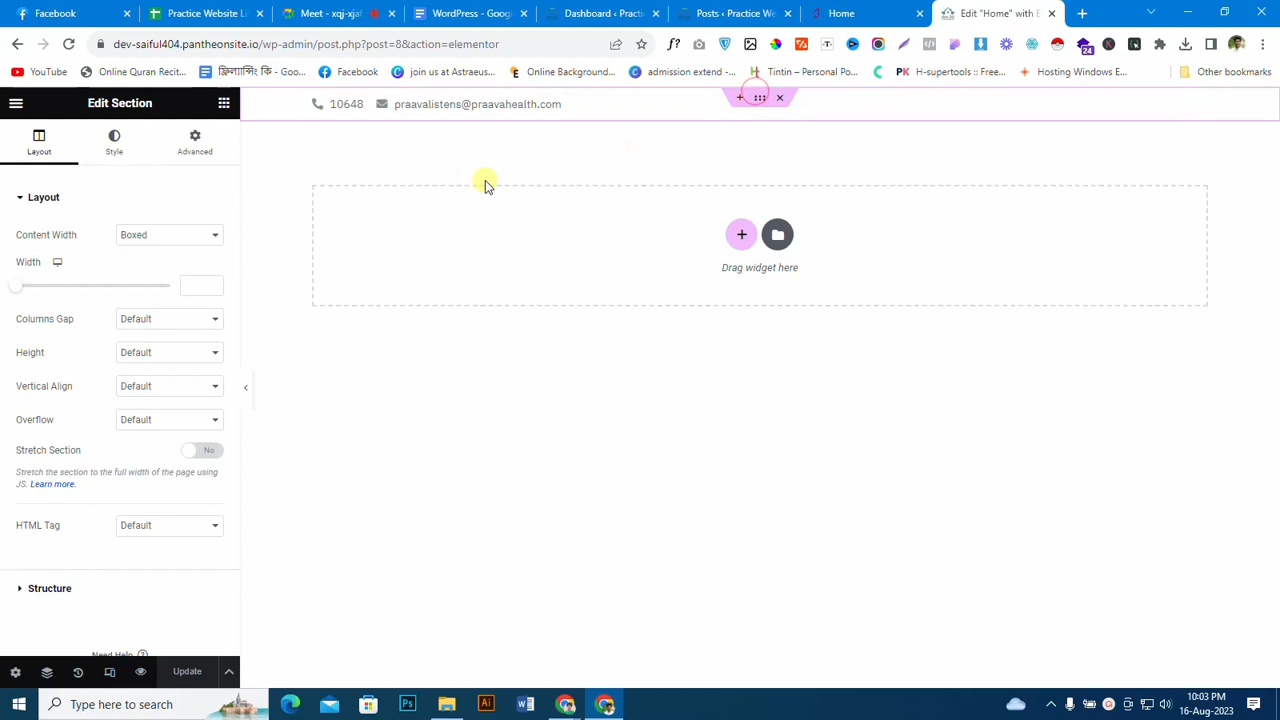 Facebook
Practice Website Li
Meet - xqj-xjaf
WordPress - Goog
Dashboard ‹ Practi
Posts ‹ Practice We
Home
Edit "Home" with E
dev-saiful404.pantheonsite.io/wp-admin/post.php?post=8&action=elementor
24
YouTube
Online Quran Recit...
ফ্রিল্যান্সিং কি - Goo...
Facebook
join us at Astraeus...
Online Background...
admission extend -...
Tintin – Personal Po...
H-supertools :: Free...
Hosting Windows E...
Other bookmarks
Edit Section
10648
praavalistens@praavahealth.com
Layout
Style
Advanced
Layout
Content Width
Boxed
Width
Columns Gap
Default
Height
Default
Vertical Align
Default
Overflow
Default
Stretch Section
No
Stretch the section to the full width of the page using
JS. Learn more.
HTML Tag
Default
Structure
Need Help
Update
Drag widget here
Type here to search
10:03 PM
16-Aug-2023